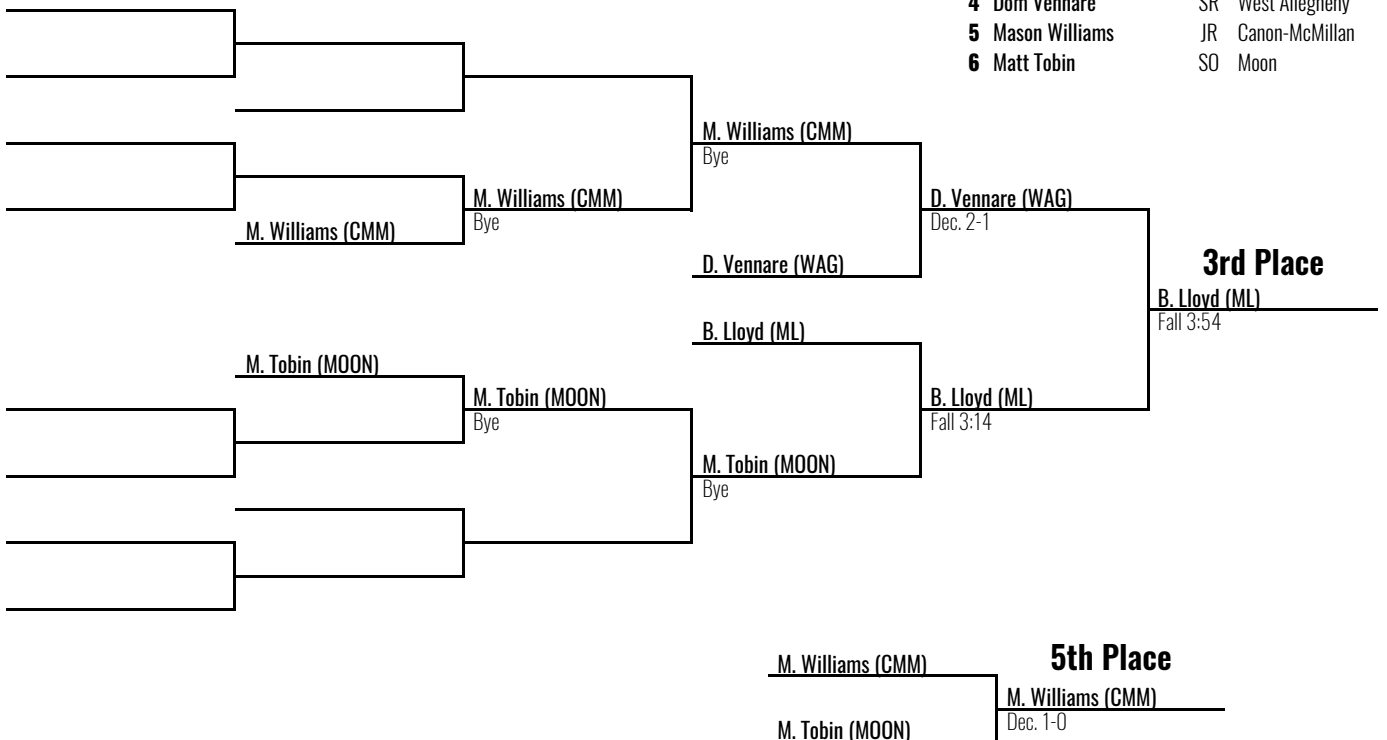 4 Dom Vennare SR West Allegheny
5 Mason Williams JR Canon-McMillan
6 Matt Tobin SO Moon
M. Williams (CMM)
Bye
M. Williams (CMM)
Bye
D. Vennare (WAG)
Dec. 2-1
M. Williams (CMM)
D. Vennare (WAG)
3rd Place
B. Lloyd (ML)
Fall 3:54
B. Lloyd (ML)
M. Tobin (MOON)
M. Tobin (MOON)
Bye
B. Lloyd (ML)
Fall 3:14
M. Tobin (MOON)
Bye
5th Place
M. Williams (CMM)
M. Williams (CMM)
Dec. 1-0
M. Tobin (MOON)